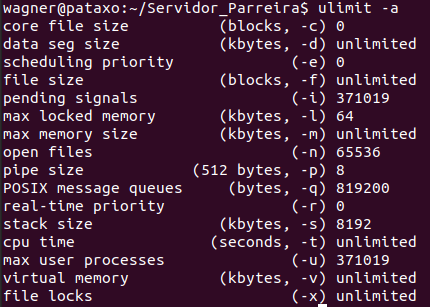 wagner@pataxo:~/Servidor_Parreira$ ulimit -a
core file size          (blocks, -c) 0
data seg size           (kbytes, -d) unlimited
scheduling priority             (-e) 0
file size               (blocks, -f) unlimited
pending signals                 (-i) 371019
max locked memory       (kbytes, -l) 64
max memory size         (kbytes, -m) unlimited
open files                      (-n) 65536
pipe size            (512 bytes, -p) 8
POSIX message queues     (bytes, -q) 819200
real-time priority              (-r) 0
stack size              (kbytes, -s) 8192
cpu time               (seconds, -t) unlimited
max user processes              (-u) 371019
virtual memory          (kbytes, -v) unlimited
file locks                      (-x) unlimited